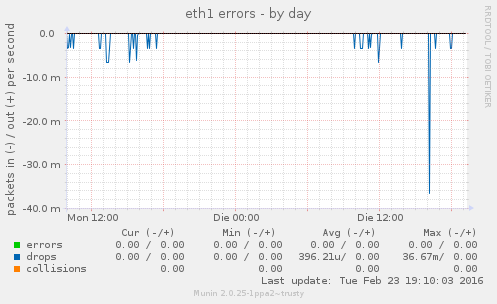 eth1 errors - by day
RRDTOOL / TOBI OETIKER
packets in (-) / out (+) per second
0.0
-10.0 m
-20.0 m
-30.0 m
-40.0 m
Mon 12:00 Die 00:00 Die 12:00
Cur (-/+) Min (-/+) Avg (-/+) Max (-/+)
errors 0.00 / 0.00 0.00 / 0.00 0.00 / 0.00 0.00 / 0.00
drops 0.00 / 0.00 0.00 / 0.00 396.21u/ 0.00 36.67m/ 0.00
collisions 0.00 0.00 0.00 0.00
Last update: Tue Feb 23 19:10:03 2016
Munin 2.0.25-1ppa2~trusty